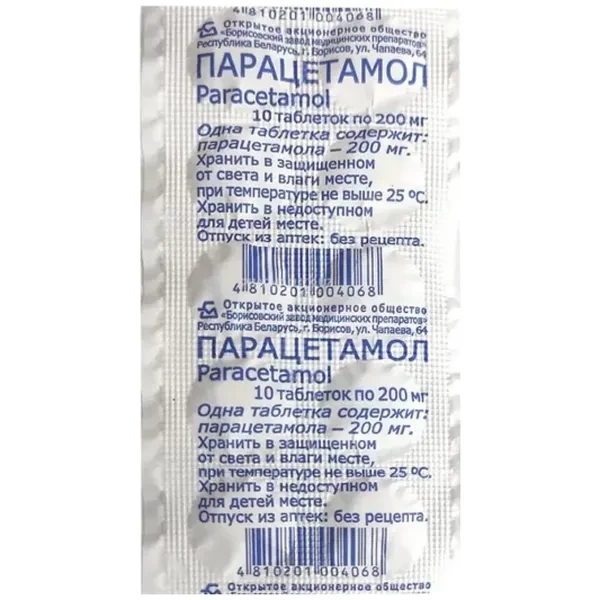 4 810201 004068
Открытое акционерное общество
«Борисовский завод медицинских препаратов»
Республика Беларусь, г. Борисов, ул. Чапаева, 64
ПАРАЦЕТАМОЛ
Paracetamol
10 таблеток по 200 мг
Одна таблетка содержит:
парацетамола – 200 мг.
Хранить в защищенном
от света и влаги месте,
при температуре не выше 25 ºС.
Хранить в недоступном
для детей месте.
Отпуск из аптек: без рецепта.
4 810201 004068
Открытое акционерное общество
«Борисовский завод медицинских препаратов»
Республика Беларусь, г. Борисов, ул. Чапаева, 64
ПАРАЦЕТАМОЛ
Paracetamol
10 таблеток по 200 мг
Одна таблетка содержит:
парацетамола – 200 мг.
Хранить в защищенном
от света и влаги месте,
при температуре не выше 25 ºС.
Хранить в недоступном
для детей месте.
Отпуск из аптек: без рецепта.
4 810201 004068
Открытое акционерное общество